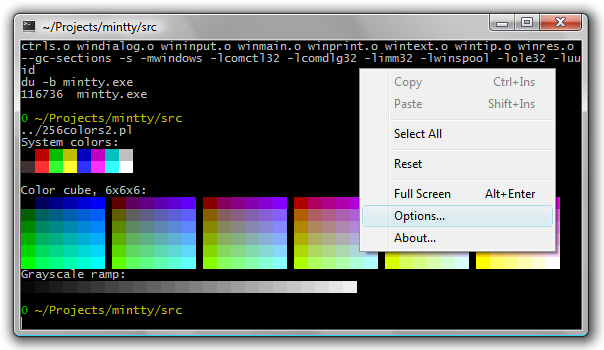 ~/Projects/mintty/src
ctrls.o windialog.o wininput.o winmain.o winprint.o wintext.o wintip.o winres.o
--gc-sections -s -mwindows -lcomctl32 -lcomdlg32 -limm32 -lwinspool -lole32 -luu
id
du -b mintty.exe
116736  mintty.exe
0 ~/Projects/mintty/src
../256colors2.pl
System colors:
Color cube, 6x6x6:
Grayscale ramp:
0 ~/Projects/mintty/src
Copy Ctrl+Ins
Paste Shift+Ins
Select All
Reset
Full Screen Alt+Enter
Options...
About...